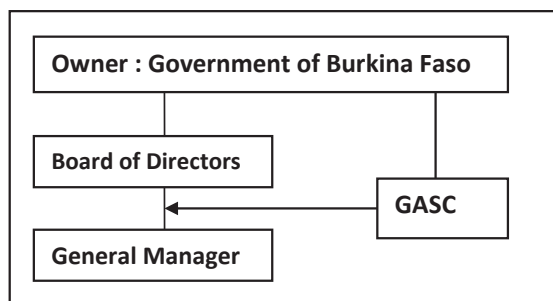 Owner : Government of Burkina Faso
Board of Directors
GASC
General Manager